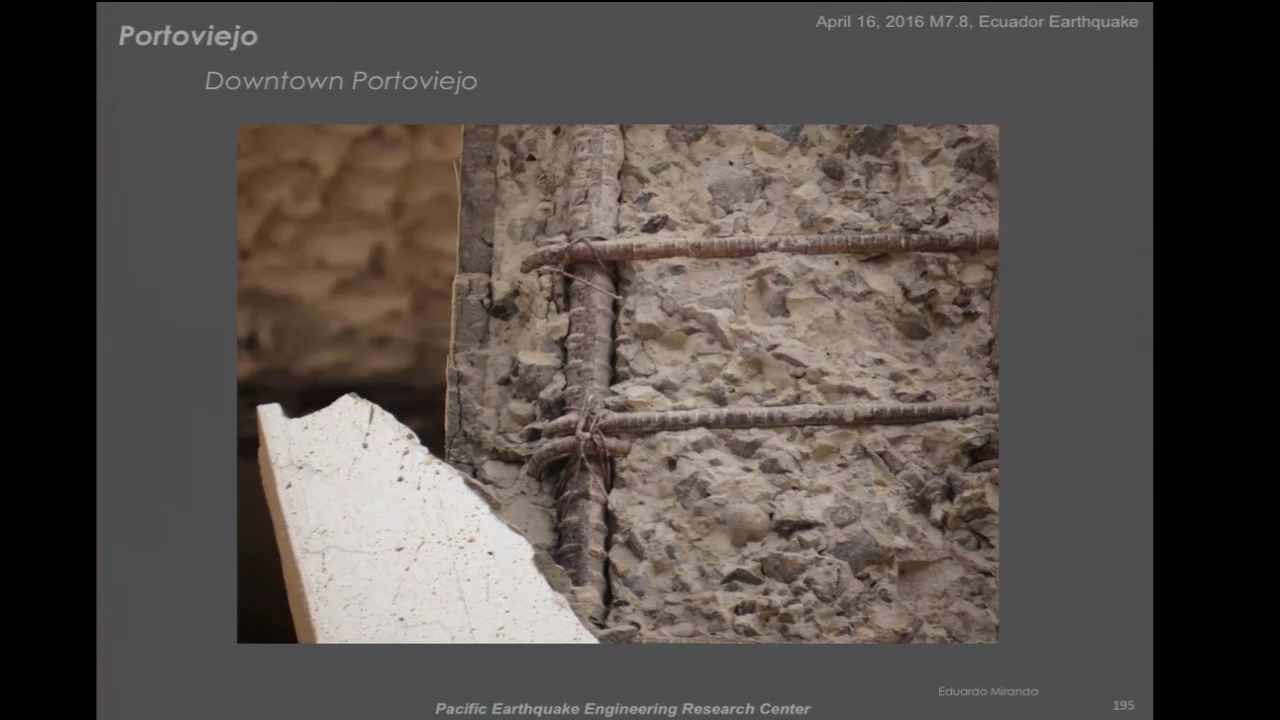 Portoviejo
April 16, 2016 M7.8, Ecuador Earthquake
Downtown Portoviejo
Eduardo Miranda
Pacific Earthquake Engineering Research Center
195